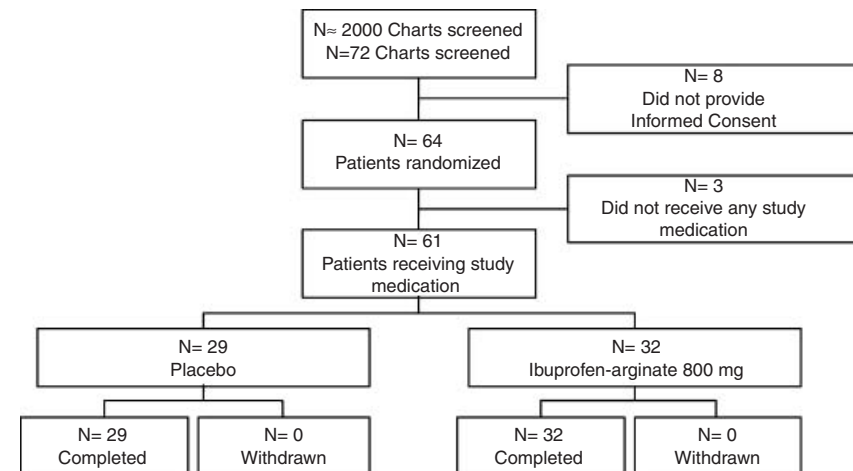 N≈ 2000 Charts screened
N=72 Charts screened
N= 8
Did not provide
Informed Consent
N= 64
Patients randomized
N= 3
Did not receive any study
medication
N= 61
Patients receiving study
medication
N= 29
Placebo
N= 32
Ibuprofen-arginate 800 mg
N= 29
Completed
N= 0
Withdrawn
N= 32
Completed
N= 0
Withdrawn